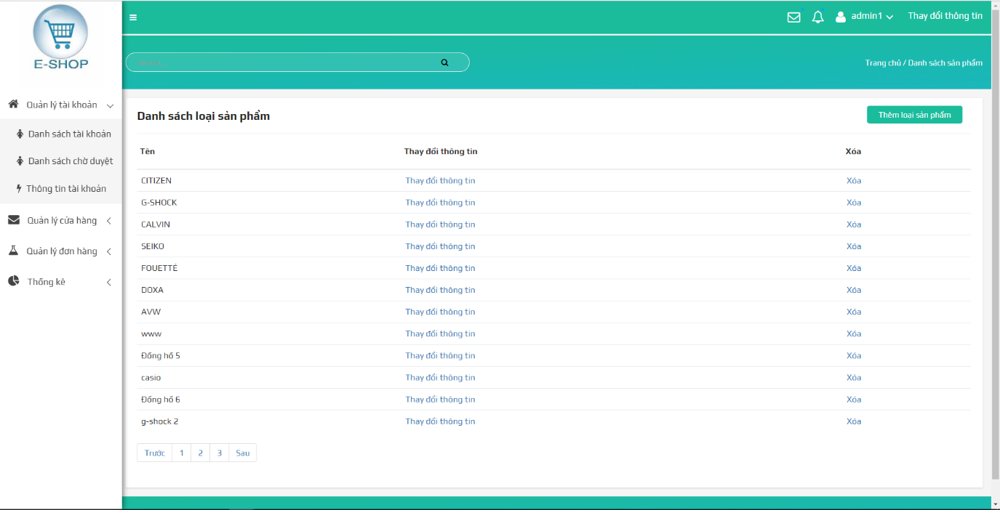 E-SHOP
admin1
Thay đổi thông tin
Trang chủ / Danh sách sản phẩm
Quản lý tài khoản
Danh sách tài khoản
Danh sách chờ duyệt
Thông tin tài khoản
Quản lý cửa hàng
Quản lý đơn hàng
Thống kê
Danh sách loại sản phẩm
Thêm loại sản phẩm
Tên Thay đổi thông tin Xóa
CITIZEN Thay đổi thông tin Xóa
G-SHOCK Thay đổi thông tin Xóa
CALVIN Thay đổi thông tin Xóa
SEIKO Thay đổi thông tin Xóa
FOUETTÉ Thay đổi thông tin Xóa
DOXA Thay đổi thông tin Xóa
AVW Thay đổi thông tin Xóa
www Thay đổi thông tin Xóa
Đồng hồ 5 Thay đổi thông tin Xóa
casio Thay đổi thông tin Xóa
Đồng hồ 6 Thay đổi thông tin Xóa
g-shock 2 Thay đổi thông tin Xóa
Trước 1 2 3 Sau